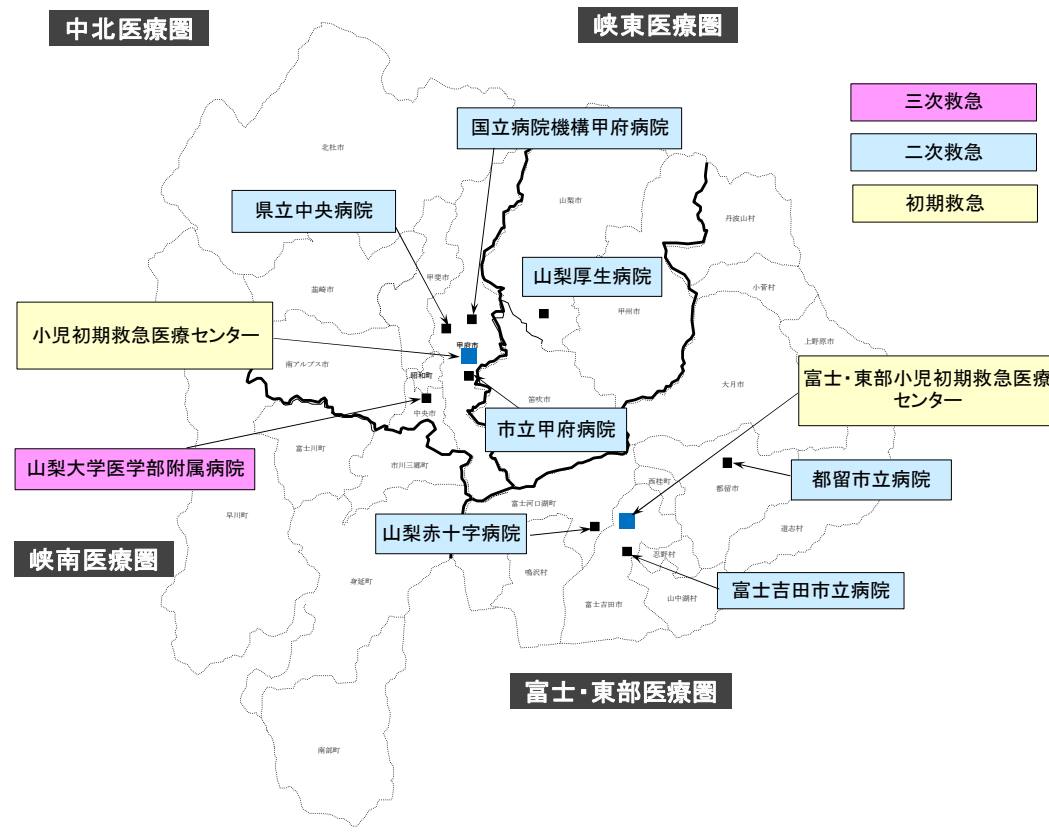 中北医療圏
峡東医療圏
三次救急
二次救急
初期救急
国立病院機構甲府病院
県立中央病院
山梨厚生病院
小児初期救急医療センター
富士・東部小児初期救急医療
センター
市立甲府病院
山梨大学医学部附属病院
都留市立病院
山梨赤十字病院
富士吉田市立病院
峡南医療圏
富士・東部医療圏
北杜市
山梨市
丹波山村
甲斐市
小菅村
韮崎市
甲州市
上野原市
甲府市
南アルプス市
昭和町
大月市
笛吹市
中央市
富士川町
市川三郷町
西桂町
都留市
富士河口湖町
早川町
道志村
忍野村
鳴沢村
身延町
山中湖村
富士吉田市
南部町